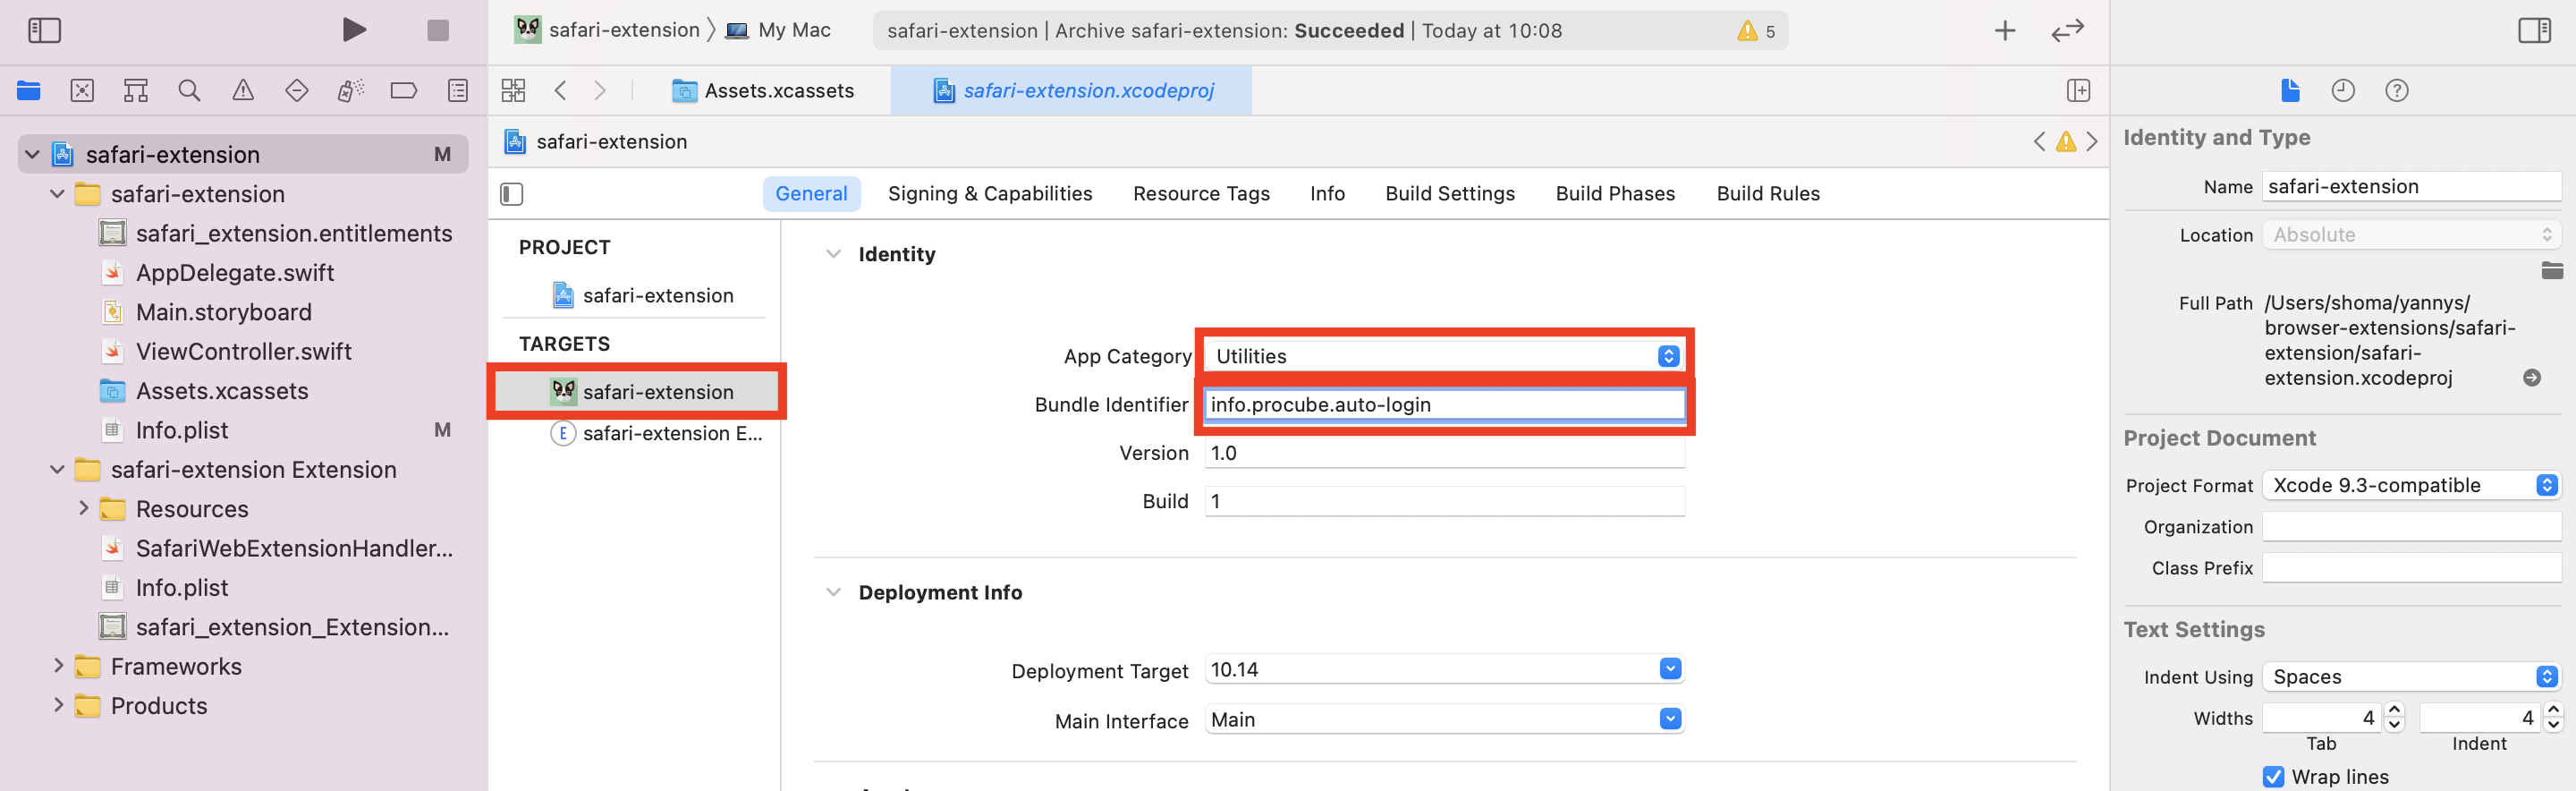 safari-extension 〉 My Mac
safari-extension | Archive safari-extension: Succeeded | Today at 10:08
5
Assets.xcassets
safari-extension.xcodeproj
safari-extension M
safari-extension
safari_extension.entitlements
AppDelegate.swift
Main.storyboard
ViewController.swift
Assets.xcassets
Info.plist M
safari-extension Extension
Resources
SafariWebExtensionHandler...
Info.plist
safari_extension_Extension...
Frameworks
Products
safari-extension
General Signing & Capabilities Resource Tags Info Build Settings Build Phases Build Rules
PROJECT
safari-extension
TARGETS
safari-extension
E safari-extension E...
Identity
App Category Utilities
Bundle Identifier info.procube.auto-login
Version 1.0
Build 1
Deployment Info
Deployment Target 10.14
Main Interface Main
Identity and Type
Name safari-extension
Location Absolute
Full Path /Users/shoma/yannys/
browser-extensions/safari-
extension/safari-
extension.xcodeproj
Project Document
Project Format Xcode 9.3-compatible
Organization
Class Prefix
Text Settings
Indent Using Spaces
Widths 4 4
Tab Indent
Wrap lines